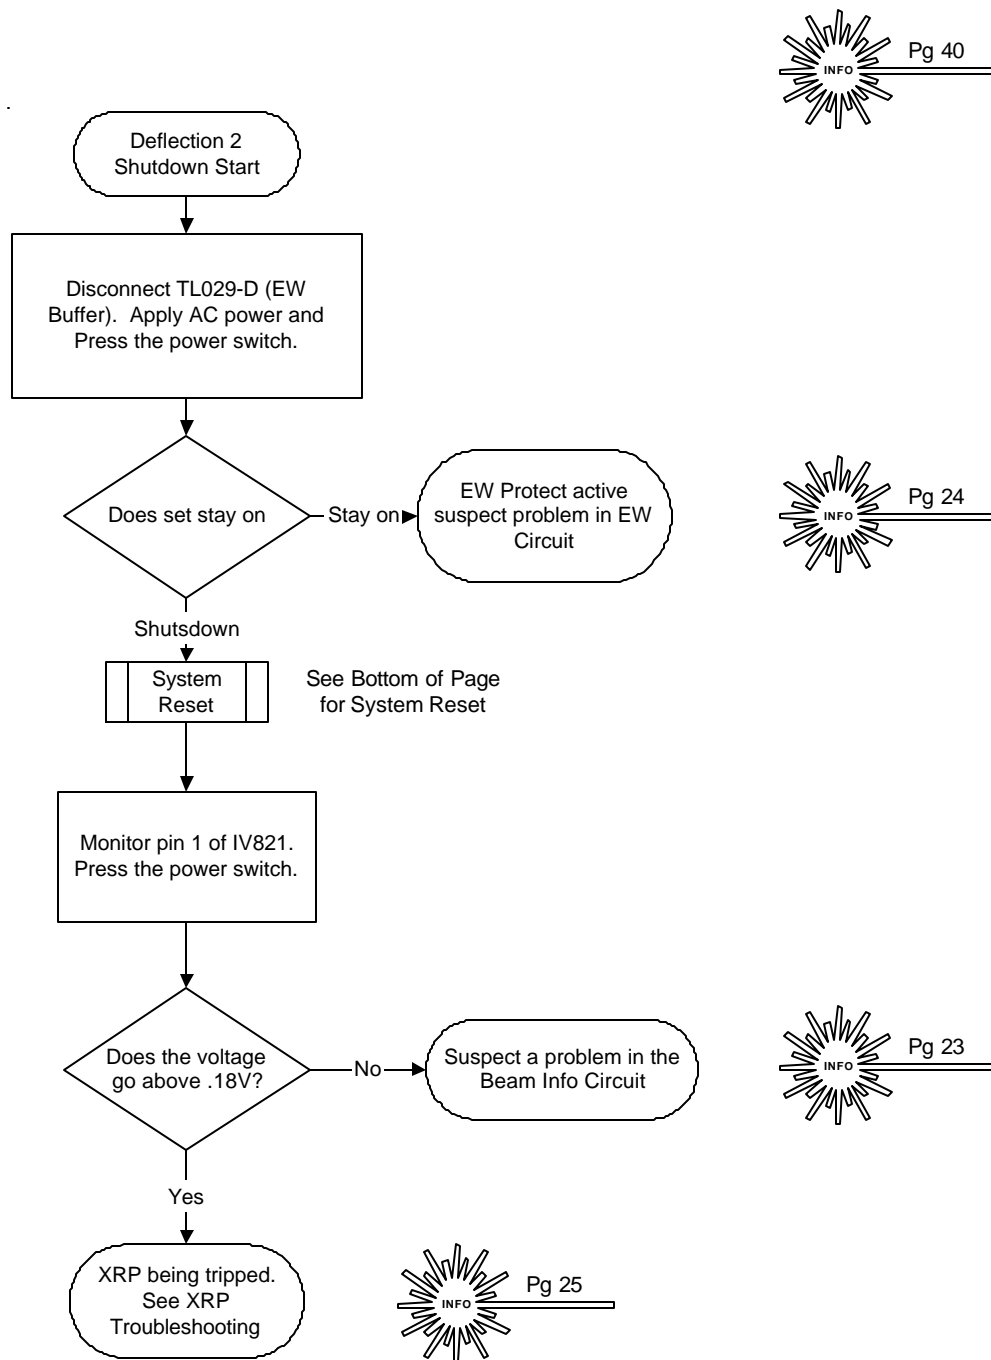 INFO
Pg 40
Deflection 2
Shutdown Start
Disconnect TL029-D (EW
Buffer). Apply AC power and
Press the power switch.
Does set stay on
Stay on
EW Protect active
suspect problem in EW
Circuit
INFO
Pg 24
Shutsdown
System
Reset
See Bottom of Page
for System Reset
Monitor pin 1 of IV821.
Press the power switch.
Does the voltage
go above .18V?
No
Suspect a problem in the
Beam Info Circuit
INFO
Pg 23
Yes
XRP being tripped.
See XRP
Troubleshooting
INFO
Pg 25